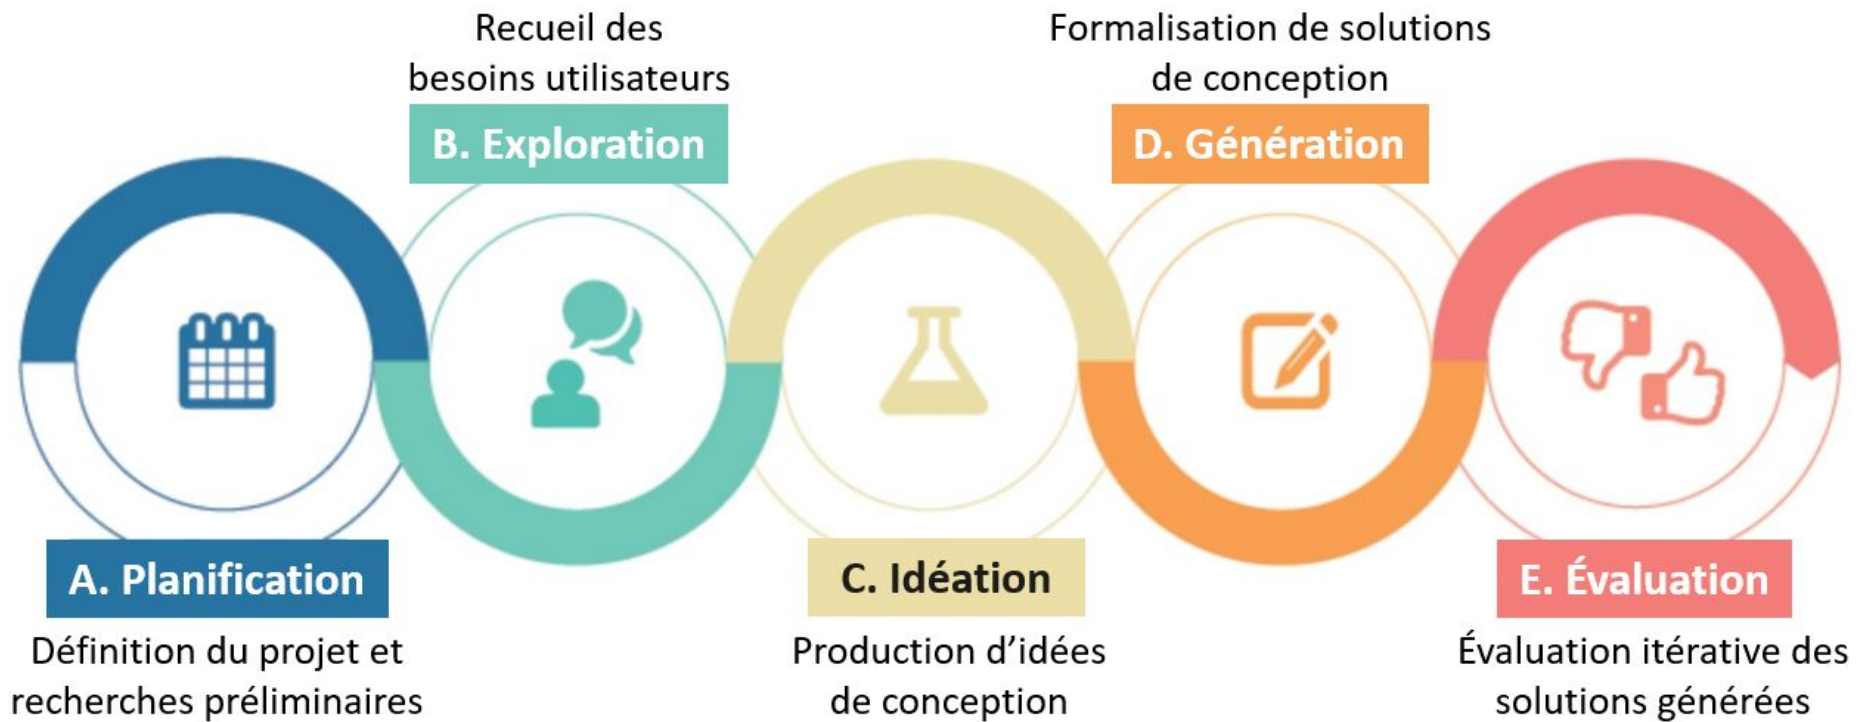 A. Planification
Définition du projet et
recherches préliminaires
Recueil des
besoins utilisateurs
B. Exploration
C. Idéation
Production d’idées
de conception
Formalisation de solutions
de conception
D. Génération
E. Évaluation
Évaluation itérative des
solutions générées